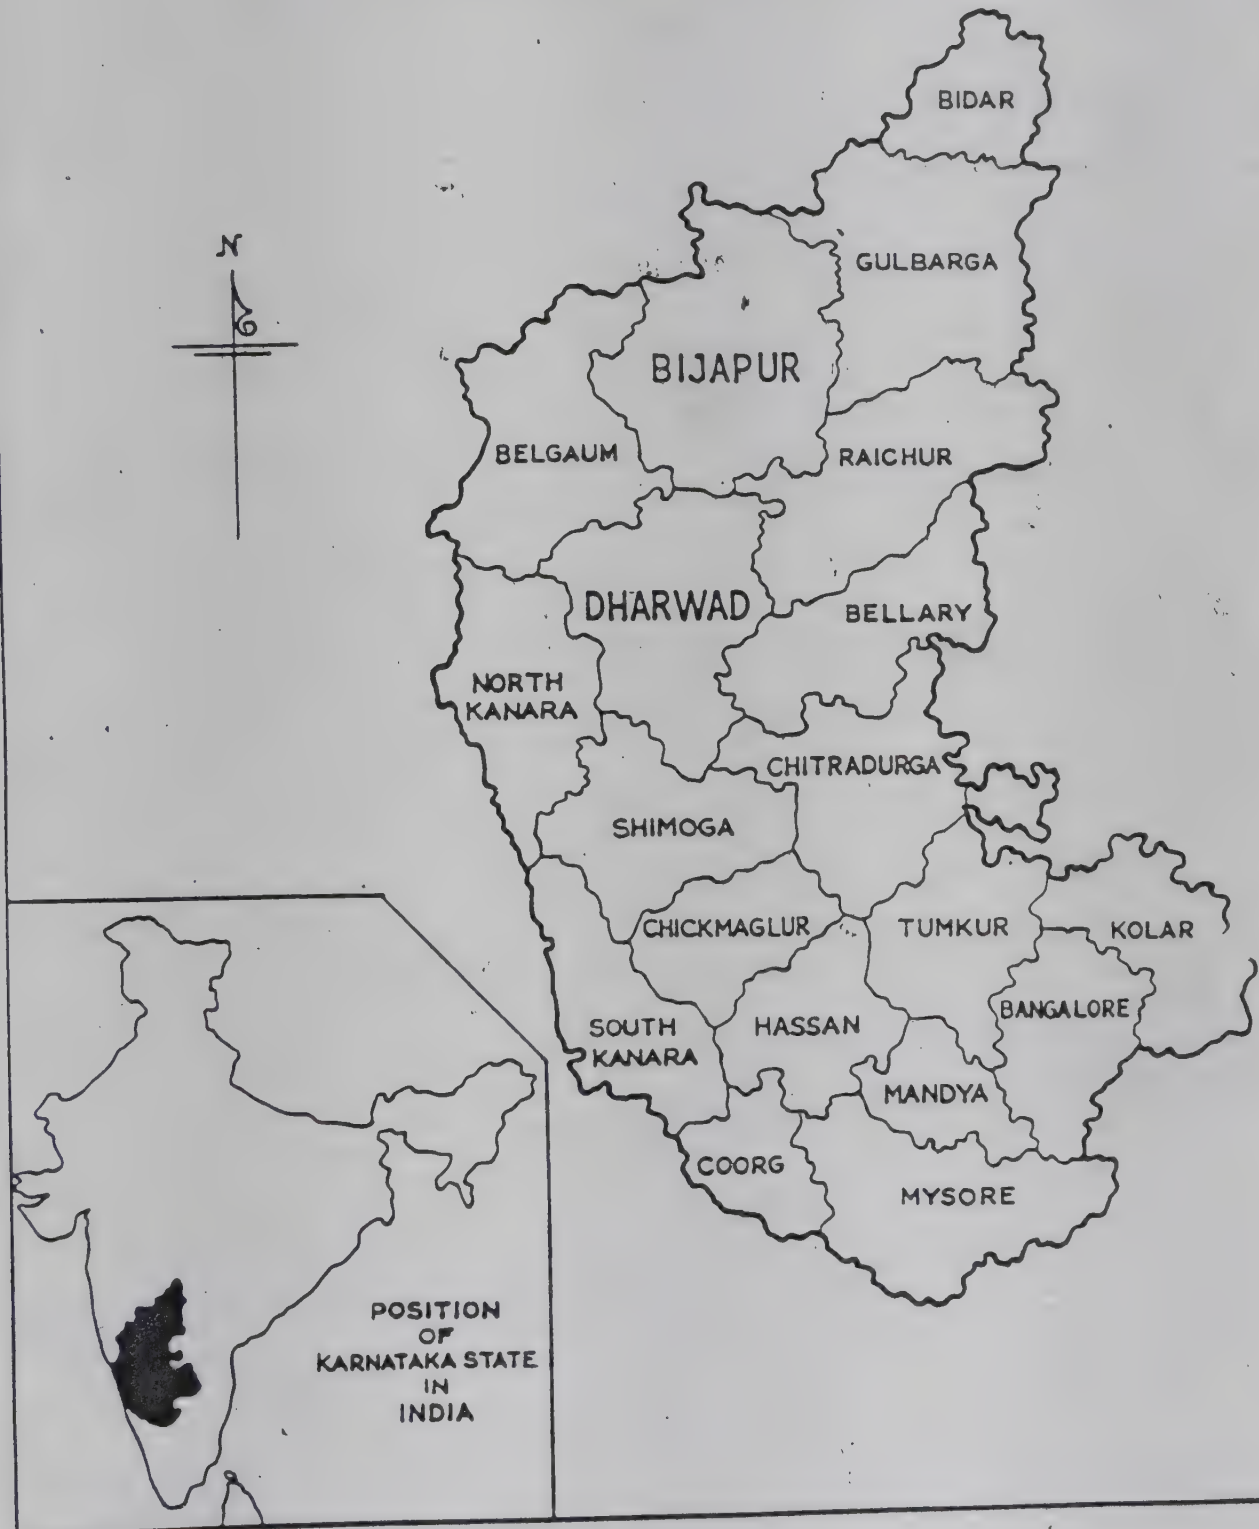 BIDAR
N
GULBARGA
BIJAPUR
BELGAUM
RAICHUR
DHARWAD
BELLARY
NORTH
KANARA
CHITRADURGA
SHIMOGA
CHICKMAGLUR
TUMKUR
KOLAR
BANGALORE
SOUTH
KANARA
HASSAN
MANDYA
COORG
MYSORE
POSITION
OF
KARNATAKA STATE
IN
INDIA